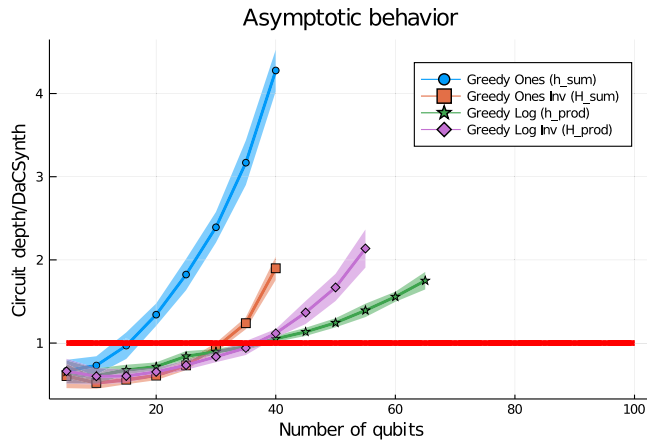 Asymptotic behavior
Circuit depth/DaCSynth
4
3
2
1
Greedy Ones (h_sum)
Greedy Ones Inv (H_sum)
Greedy Log (h_prod)
Greedy Log Inv (H_prod)
20
40
60
80
100
Number of qubits